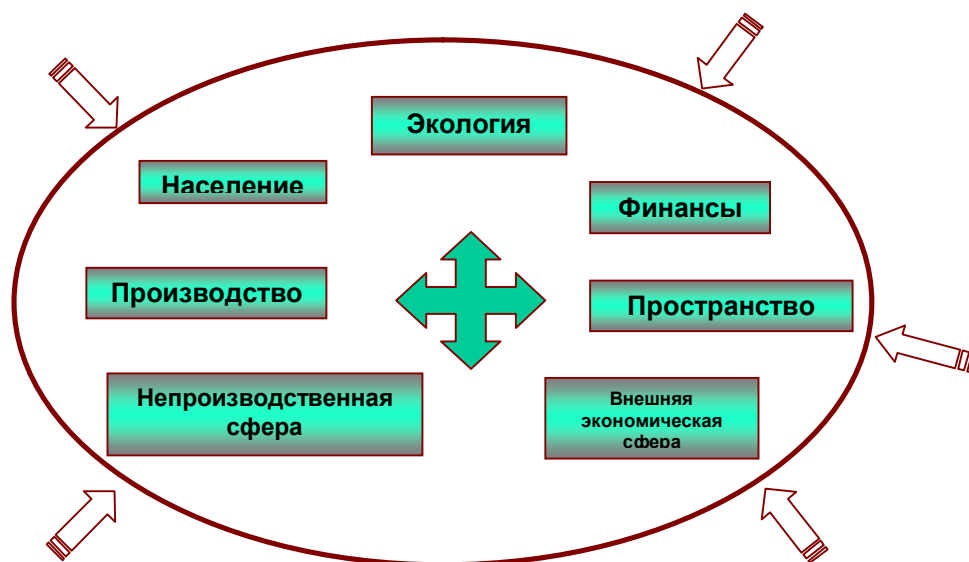 Экология
Население
Финансы
Производство
Пространство
Непроизводственная
сфера
Внешняя
экономическая
сфера